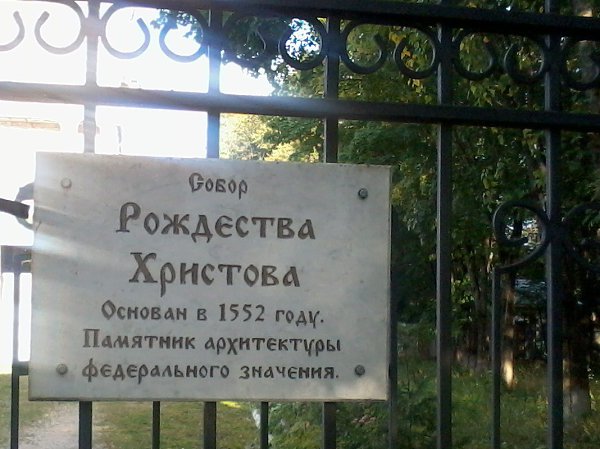 Собор
Рождества
Христова
Основан в 1552 году.
Памятник архитектуры
федерального значения.